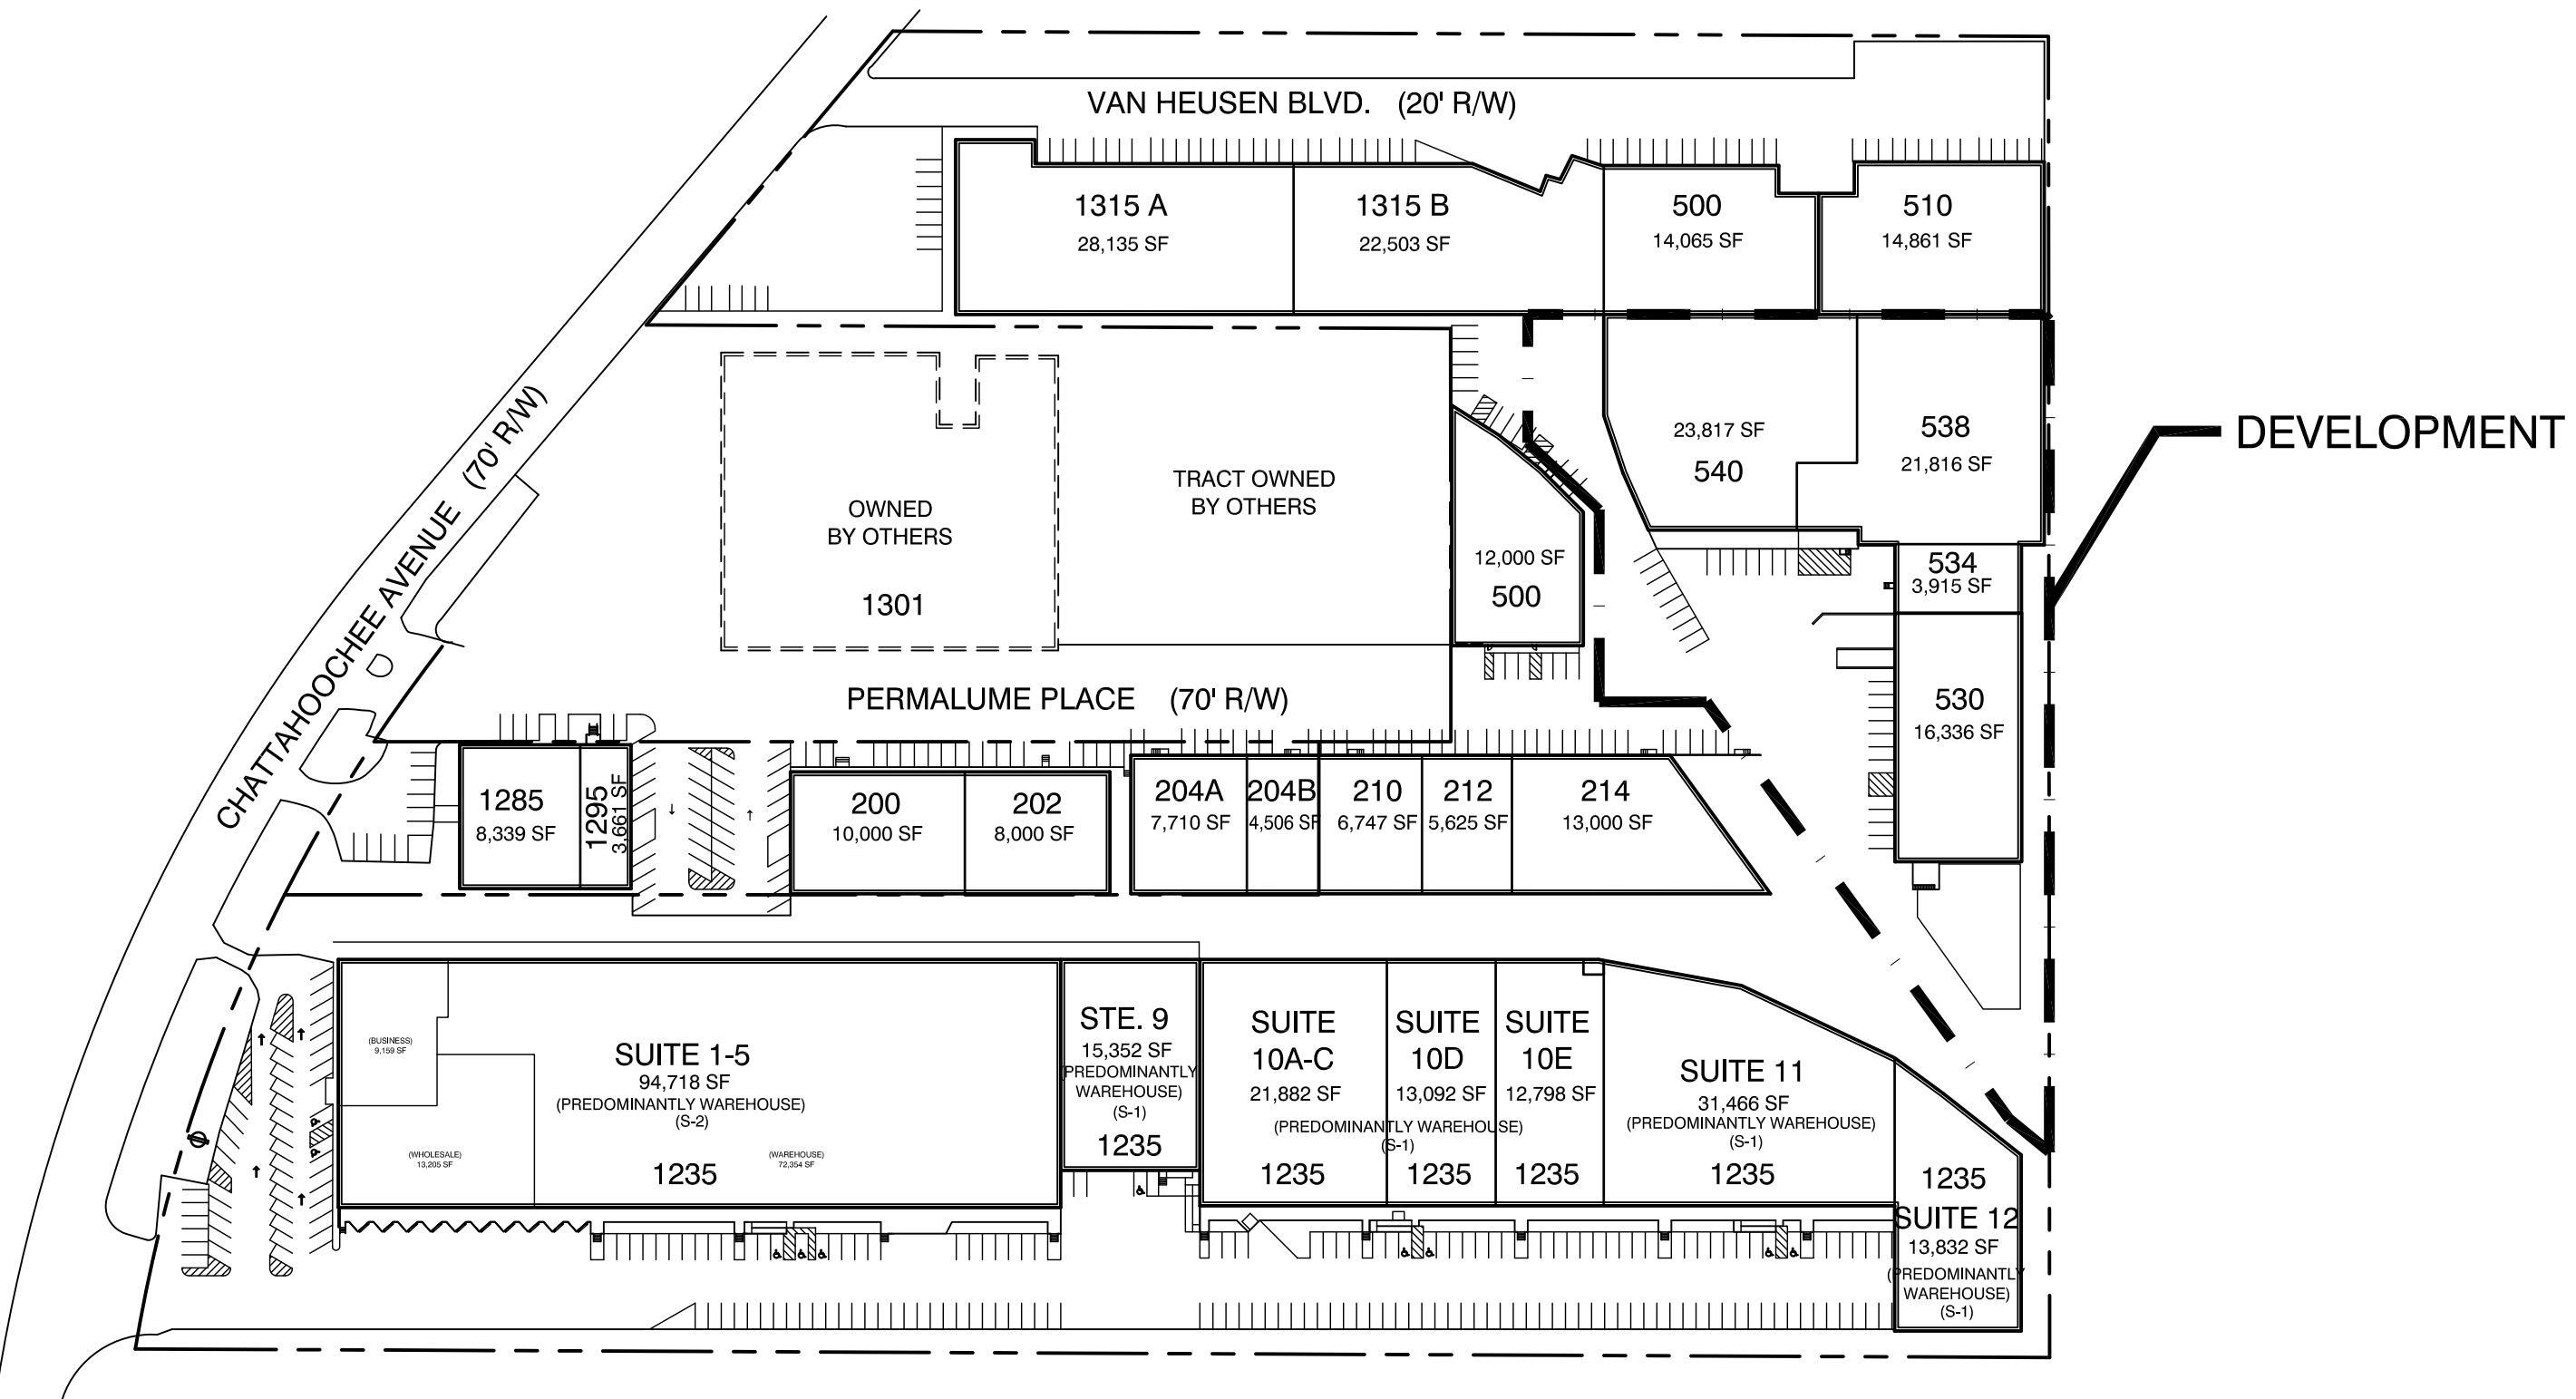 VAN HEUSEN BLVD. (20' R/W)
1315 A
28,135 SF
1315 B
22,503 SF
500
14,065 SF
510
14,861 SF
CHATTAHOOCHEE AVENUE (70' R/W)
OWNED
BY OTHERS
1301
TRACT OWNED
BY OTHERS
12,000 SF
500
23,817 SF
540
538
21,816 SF
DEVELOPMENT
534
3,915 SF
530
16,336 SF
PERMALUME PLACE (70' R/W)
1285
8,339 SF
1295
3,661 SF
200
10,000 SF
202
8,000 SF
204A
7,710 SF
204B
4,506 SF
210
6,747 SF
212
5,625 SF
214
13,000 SF
(BUSINESS)
9,159 SF
SUITE 1-5
94,718 SF
(PREDOMINANTLY WAREHOUSE)
(S-2)
(WHOLESALE)
13,205 SF
1235
(WAREHOUSE)
72,354 SF
STE. 9
15,352 SF
(PREDOMINANTLY
WAREHOUSE)
(S-1)
1235
SUITE
10A-C
21,882 SF
SUITE
10D
13,092 SF
SUITE
10E
12,798 SF
(PREDOMINANTLY WAREHOUSE)
(S-1)
1235
1235
1235
SUITE 11
31,466 SF
(PREDOMINANTLY WAREHOUSE)
(S-1)
1235
1235
SUITE 12
13,832 SF
(PREDOMINANTLY
WAREHOUSE)
(S-1)